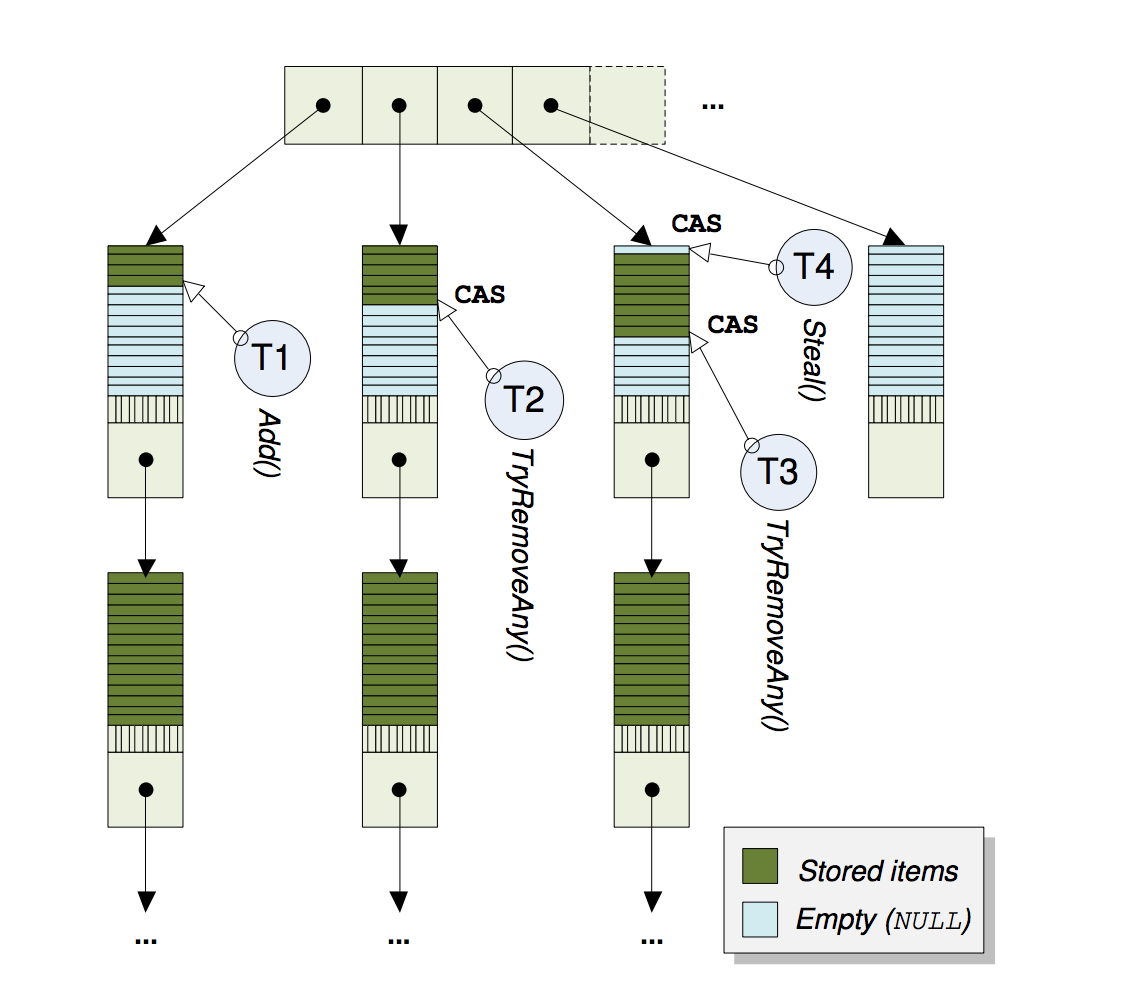 ...
CAS
T4
Steal()
CAS
T2
TryRemoveAny()
CAS
T3
TryRemoveAny()
T1
Add()
Stored items
Empty (NULL)
...
...
...